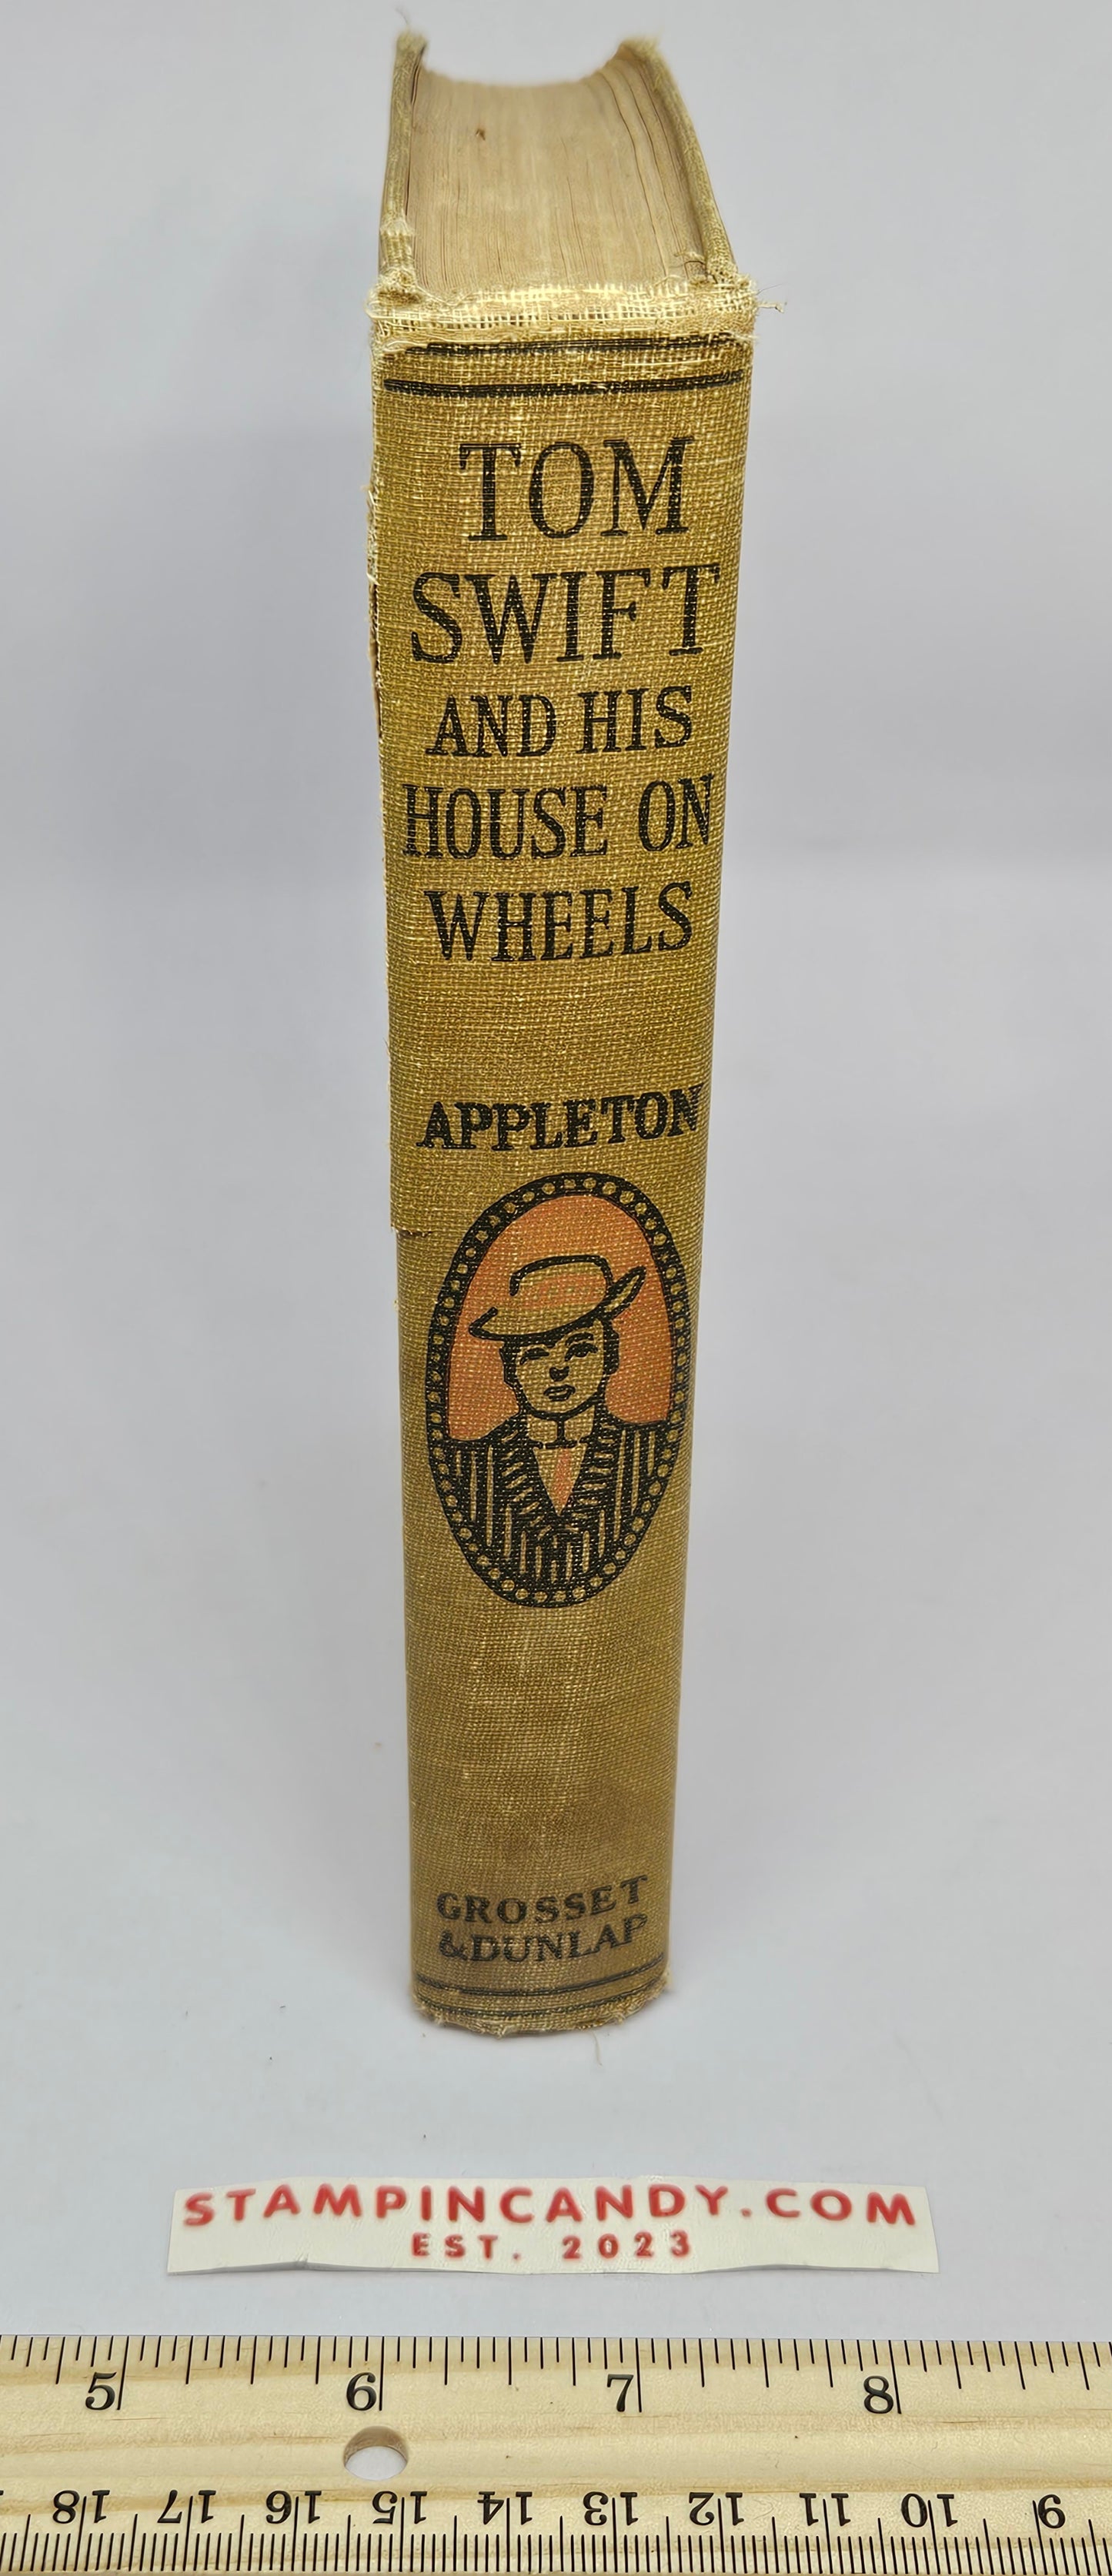 TOM
SWIFT
AND HIS
HOUSE ON
WHEELS
APPLETON
GROSSET
& DUNLAP
STAMPINCANDY.COM
EST. 2023
5 6 7 8
18 17 16 15 14 13 12 11 10 9